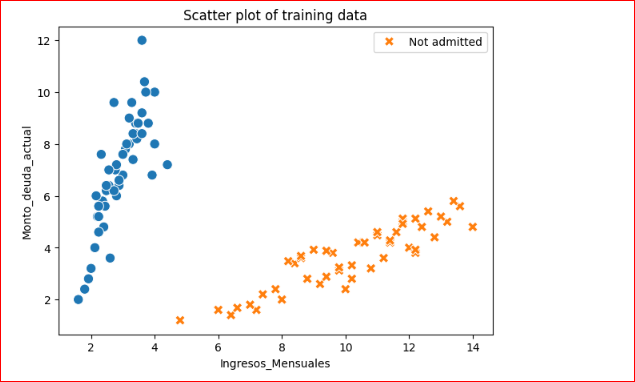 Scatter plot of training data
Not admitted
Monto_deuda_actual
12
10
8
6
4
2
2 4 6 8 10 12 14
Ingresos_Mensuales